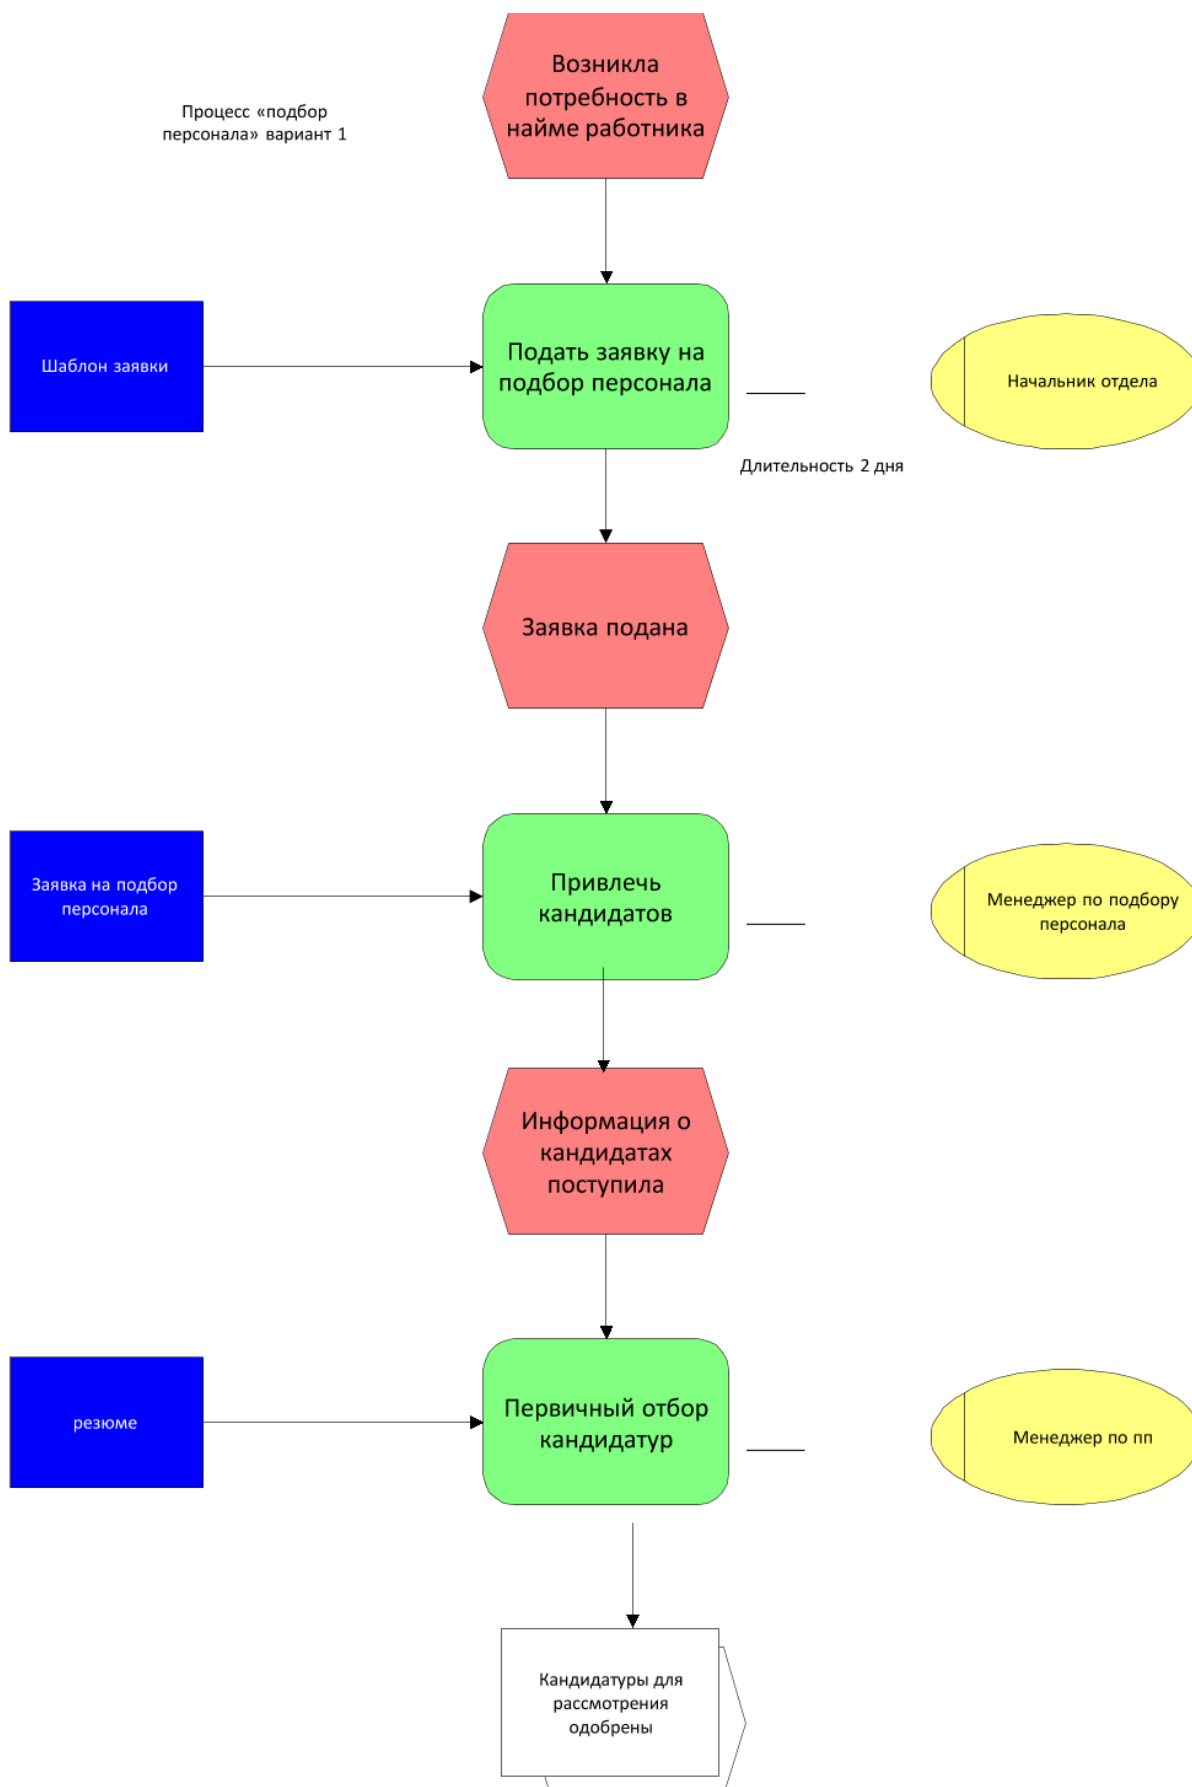 Возникла
потребность в
найме работника
Процесс «подбор
персонала» вариант 1
Шаблон заявки
Подать заявку на
подбор персонала
Начальник отдела
Длительность 2 дня
Заявка подана
Заявка на подбор
персонала
Привлечь
кандидатов
Менеджер по подбору
персонала
Информация о
кандидатах
поступила
резюме
Первичный отбор
кандидатур
Менеджер по пп
Кандидатуры для
рассмотрения
одобрены